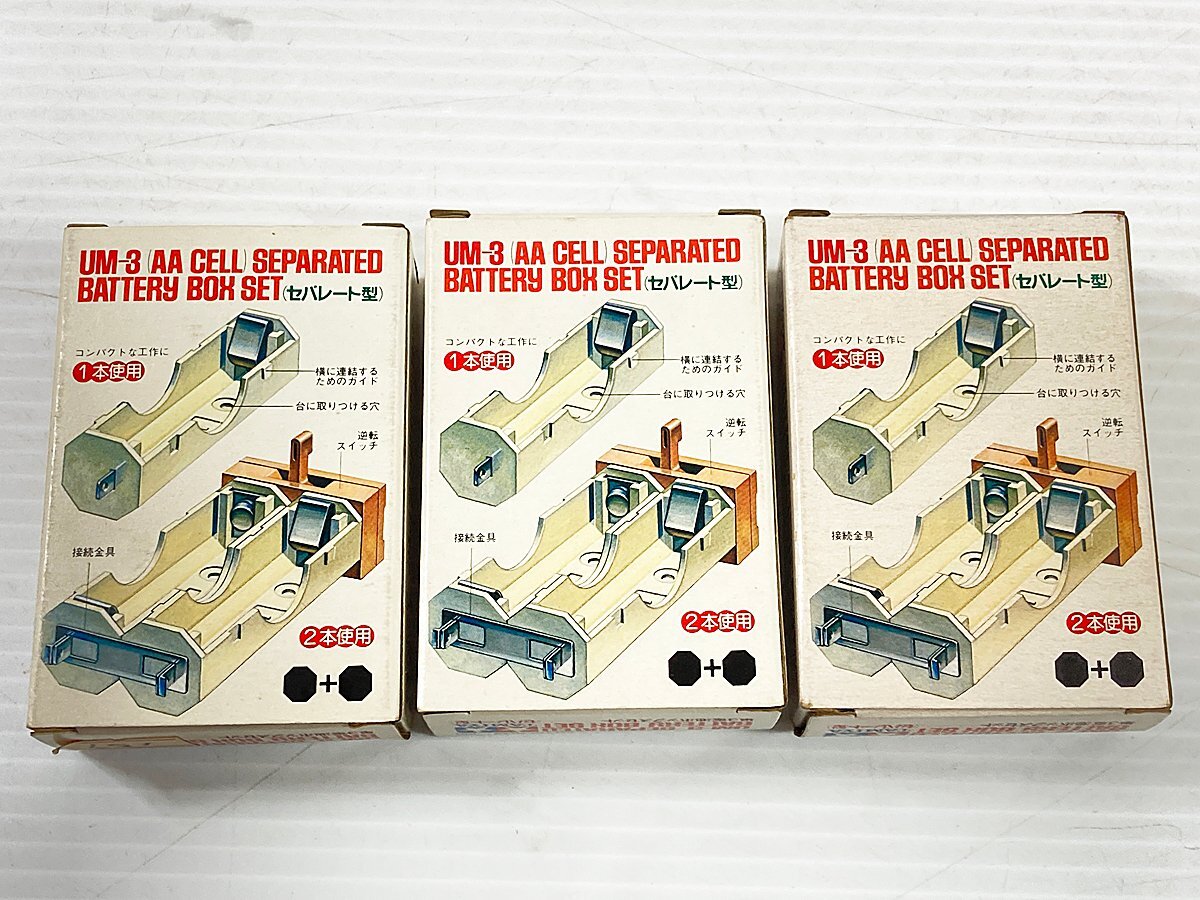 UM-3 (AA CELL) SEPARATED
BATTERY BOX SET (セパレート型)
コンパクトな工作に
1本使用
横に連結する
ためのガイド
台に取りつける穴
逆転
スイッチ
接続金具
2本使用
+
UM-3 (AA CELL) SEPARATED
BATTERY BOX SET (セパレート型)
コンパクトな工作に
1本使用
横に連結する
ためのガイド
台に取りつける穴
逆転
スイッチ
接続金具
2本使用
+
UM-3 (AA CELL) SEPARATED
BATTERY BOX SET (セパレート型)
コンパクトな工作に
1本使用
横に連結する
ためのガイド
台に取りつける穴
逆転
スイッチ
接続金具
2本使用
+